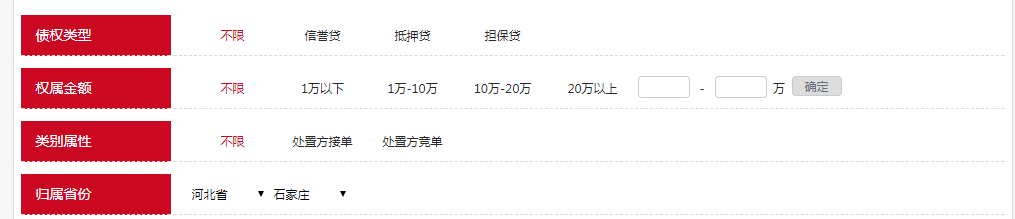 债权类型 不限 信誉贷 抵押贷 担保贷
权属金额 不限 1万以下 1万-10万 10万-20万 20万以上 - 万 确定
类别属性 不限 处置方接单 处置方竞单
归属省份 河北省 石家庄